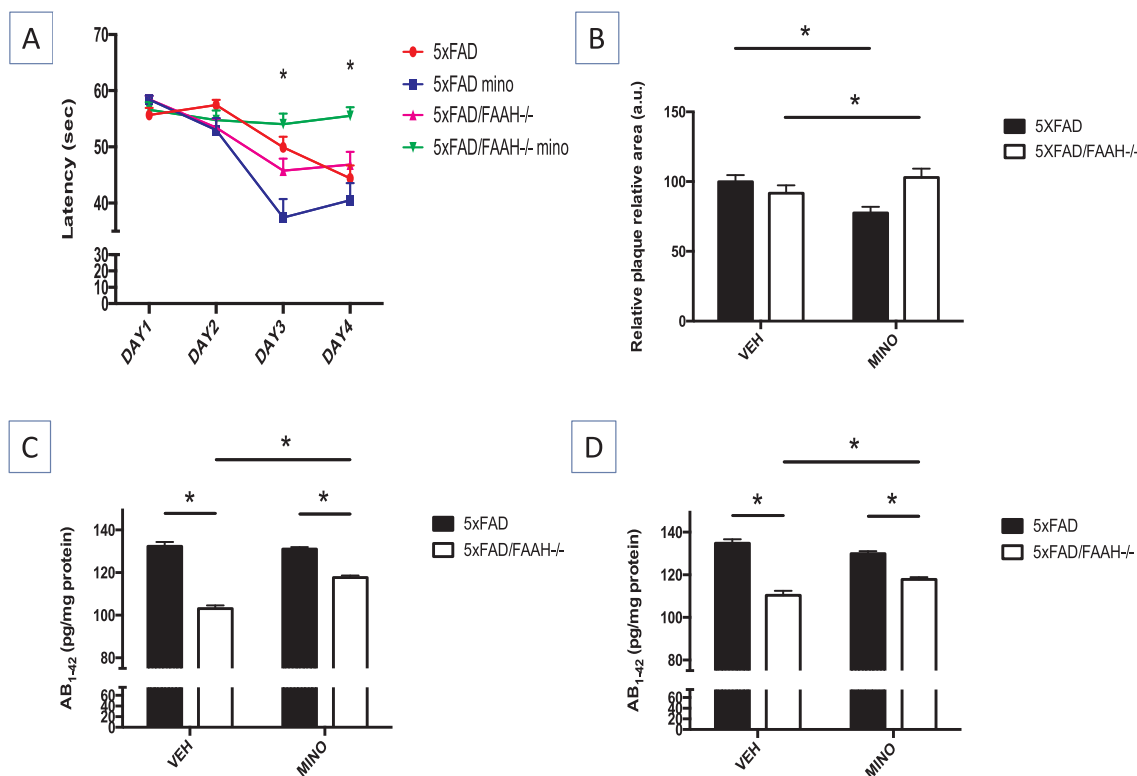 A
70
60
50
40
30
20
10
0
Latency (sec)
DAY1
DAY2
DAY3
DAY4
*
*
5xFAD
5xFAD mino
5xFAD/FAAH-/-
5xFAD/FAAH-/- mino
B
*
*
150
100
50
0
Relative plaque relative area (a.u.)
VEH
MINO
5XFAD
5XFAD/FAAH-/-
C
*
*
*
140
120
100
80
60
40
20
0
AB1-42 (pg/mg protein)
VEH
MINO
5xFAD
5xFAD/FAAH-/-
D
*
*
*
140
120
100
80
60
40
20
0
AB1-42 (pg/mg protein)
VEH
MINO
5xFAD
5xFAD/FAAH-/-